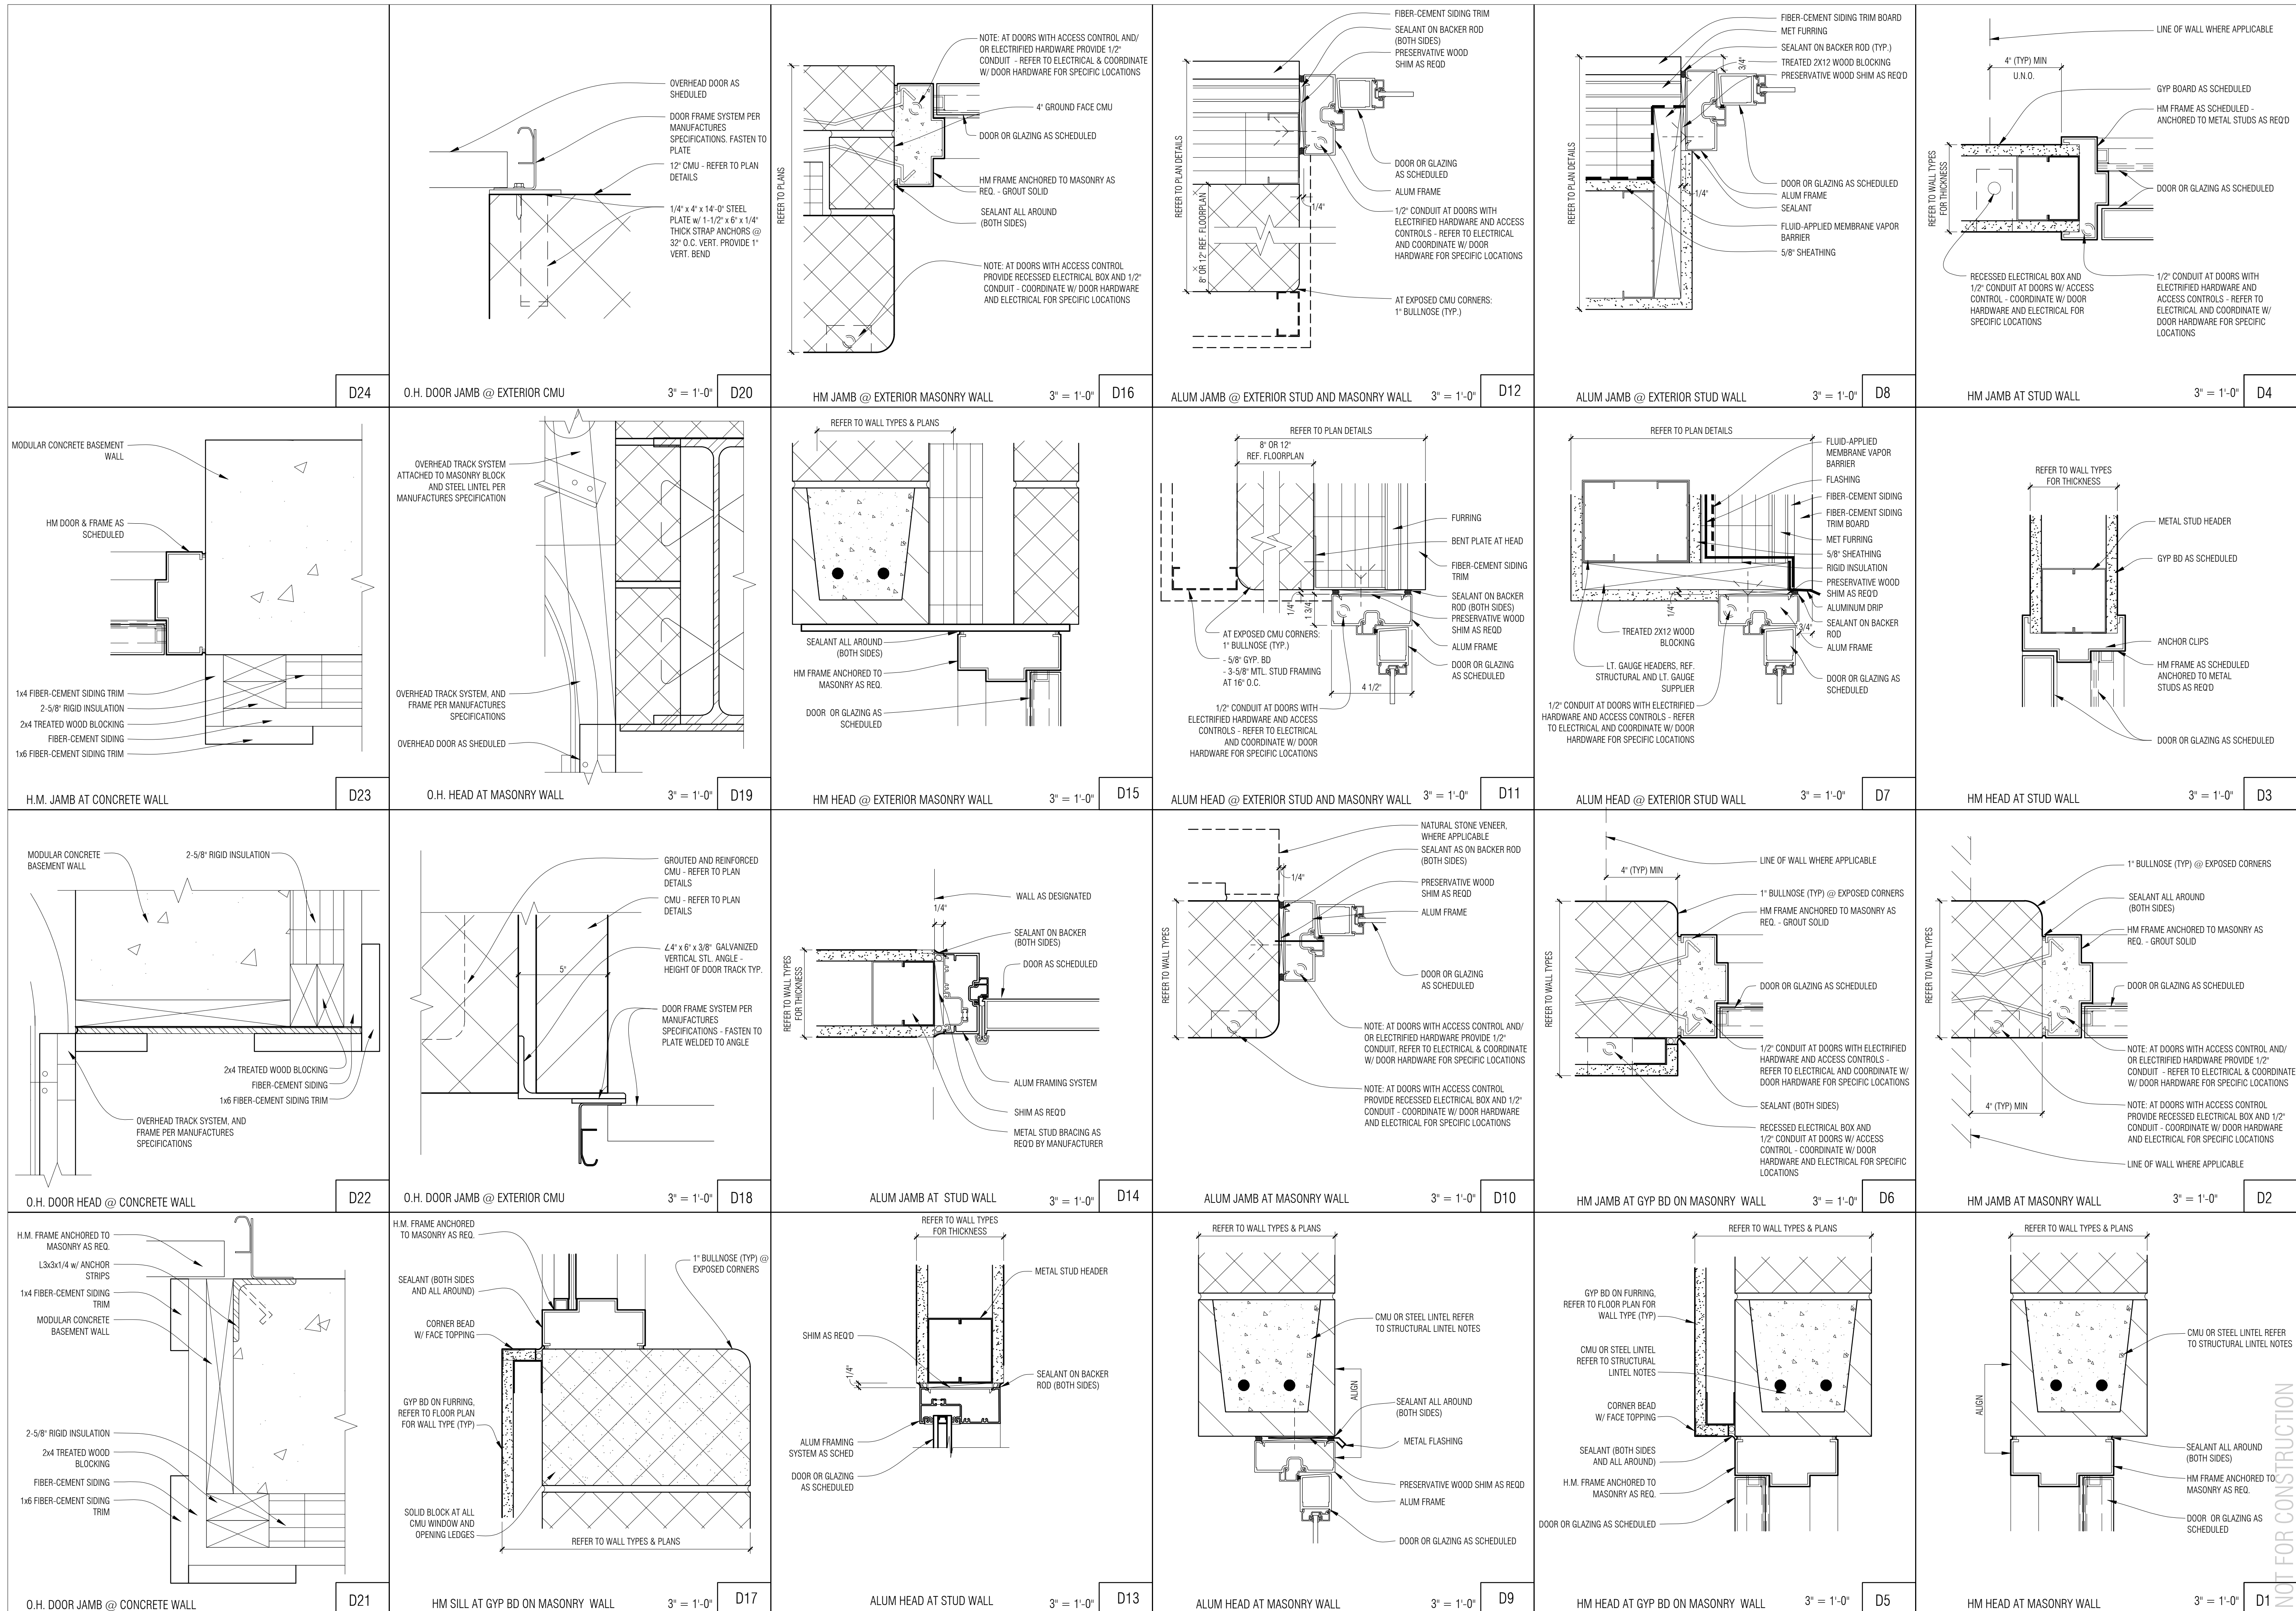 D24
OVERHEAD DOOR AS
SHEDULED
DOOR FRAME SYSTEM PER
MANUFACTURES
SPECIFICATIONS. FASTEN TO
PLATE
12" CMU - REFER TO PLAN
DETAILS
1/4" x 4" x 14'-0" STEEL
PLATE w/ 1-1/2" x 6" x 1/4"
THICK STRAP ANCHORS @
32" O.C. VERT. PROVIDE 1"
VERT. BEND
O.H. DOOR JAMB @ EXTERIOR CMU 3" = 1'-0" D20
NOTE: AT DOORS WITH ACCESS CONTROL AND/
OR ELECTRIFIED HARDWARE PROVIDE 1/2"
CONDUIT - REFER TO ELECTRICAL & COORDINATE
W/ DOOR HARDWARE FOR SPECIFIC LOCATIONS
4" GROUND FACE CMU
DOOR OR GLAZING AS SCHEDULED
REFER TO PLANS
HM FRAME ANCHORED TO MASONRY AS
REQ. - GROUT SOLID
SEALANT ALL AROUND
(BOTH SIDES)
NOTE: AT DOORS WITH ACCESS CONTROL
PROVIDE RECESSED ELECTRICAL BOX AND 1/2"
CONDUIT - COORDINATE W/ DOOR HARDWARE
AND ELECTRICAL FOR SPECIFIC LOCATIONS
HM JAMB @ EXTERIOR MASONRY WALL 3" = 1'-0" D16
FIBER-CEMENT SIDING TRIM
SEALANT ON BACKER ROD
(BOTH SIDES)
PRESERVATIVE WOOD
SHIM AS REQD
REFER TO PLAN DETAILS
DOOR OR GLAZING
AS SCHEDULED
ALUM FRAME
1/4"
8" OR 12" REF. FLOORPLAN
1/2" CONDUIT AT DOORS WITH
ELECTRIFIED HARDWARE AND ACCESS
CONTROLS - REFER TO ELECTRICAL
AND COORDINATE W/ DOOR
HARDWARE FOR SPECIFIC LOCATIONS
AT EXPOSED CMU CORNERS:
1" BULLNOSE (TYP.)
ALUM JAMB @ EXTERIOR STUD AND MASONRY WALL 3" = 1'-0" D12
FIBER-CEMENT SIDING TRIM BOARD
MET FURRING
SEALANT ON BACKER ROD (TYP.)
TREATED 2X12 WOOD BLOCKING
PRESERVATIVE WOOD SHIM AS REQ'D
3/4"
REFER TO PLAN DETAILS
DOOR OR GLAZING AS SCHEDULED
ALUM FRAME
1/4"
SEALANT
FLUID-APPLIED MEMBRANE VAPOR
BARRIER
5/8" SHEATHING
ALUM JAMB @ EXTERIOR STUD WALL 3" = 1'-0" D8
LINE OF WALL WHERE APPLICABLE
4" (TYP) MIN
U.N.O.
GYP BOARD AS SCHEDULED
HM FRAME AS SCHEDULED -
ANCHORED TO METAL STUDS AS REQ'D
REFER TO WALL TYPES
FOR THICKNESS
DOOR OR GLAZING AS SCHEDULED
RECESSED ELECTRICAL BOX AND
1/2" CONDUIT AT DOORS W/ ACCESS
CONTROL - COORDINATE W/ DOOR
HARDWARE AND ELECTRICAL FOR
SPECIFIC LOCATIONS
1/2" CONDUIT AT DOORS WITH
ELECTRIFIED HARDWARE AND
ACCESS CONTROLS - REFER TO
ELECTRICAL AND COORDINATE W/
DOOR HARDWARE FOR SPECIFIC
LOCATIONS
HM JAMB AT STUD WALL 3" = 1'-0" D4
MODULAR CONCRETE BASEMENT
WALL
HM DOOR & FRAME AS
SCHEDULED
1x4 FIBER-CEMENT SIDING TRIM
2-5/8" RIGID INSULATION
2x4 TREATED WOOD BLOCKING
FIBER-CEMENT SIDING
1x6 FIBER-CEMENT SIDING TRIM
H.M. JAMB AT CONCRETE WALL D23
OVERHEAD TRACK SYSTEM
ATTACHED TO MASONRY BLOCK
AND STEEL LINTEL PER
MANUFACTURES SPECIFICATION
OVERHEAD TRACK SYSTEM, AND
FRAME PER MANUFACTURES
SPECIFICATIONS
OVERHEAD DOOR AS SHEDULED
O.H. HEAD AT MASONRY WALL 3" = 1'-0" D19
REFER TO WALL TYPES & PLANS
SEALANT ALL AROUND
(BOTH SIDES)
HM FRAME ANCHORED TO
MASONRY AS REQ.
DOOR OR GLAZING AS
SCHEDULED
HM HEAD @ EXTERIOR MASONRY WALL 3" = 1'-0" D15
REFER TO PLAN DETAILS
8" OR 12"
REF. FLOORPLAN
FURRING
BENT PLATE AT HEAD
FIBER-CEMENT SIDING
TRIM
SEALANT ON BACKER
ROD (BOTH SIDES)
PRESERVATIVE WOOD
SHIM AS REQD
ALUM FRAME
DOOR OR GLAZING
AS SCHEDULED
1/4"
1 3/4"
AT EXPOSED CMU CORNERS:
1" BULLNOSE (TYP.)
- 5/8" GYP. BD
- 3-5/8" MTL. STUD FRAMING
AT 16" O.C.
4 1/2"
1/2" CONDUIT AT DOORS WITH
ELECTRIFIED HARDWARE AND ACCESS
CONTROLS - REFER TO ELECTRICAL
AND COORDINATE W/ DOOR
HARDWARE FOR SPECIFIC LOCATIONS
ALUM HEAD @ EXTERIOR STUD AND MASONRY WALL 3" = 1'-0" D11
REFER TO PLAN DETAILS
FLUID-APPLIED
MEMBRANE VAPOR
BARRIER
FLASHING
FIBER-CEMENT SIDING
FIBER-CEMENT SIDING
TRIM BOARD
MET FURRING
5/8" SHEATHING
RIGID INSULATION
PRESERVATIVE WOOD
SHIM AS REQ'D
ALUMINUM DRIP
SEALANT ON BACKER
ROD
ALUM FRAME
DOOR OR GLAZING AS
SCHEDULED
1/4"
3/4"
TREATED 2X12 WOOD
BLOCKING
LT. GAUGE HEADERS, REF.
STRUCTURAL AND LT. GAUGE
SUPPLIER
1/2" CONDUIT AT DOORS WITH ELECTRIFIED
HARDWARE AND ACCESS CONTROLS - REFER
TO ELECTRICAL AND COORDINATE W/ DOOR
HARDWARE FOR SPECIFIC LOCATIONS
ALUM HEAD @ EXTERIOR STUD WALL 3" = 1'-0" D7
REFER TO WALL TYPES
FOR THICKNESS
METAL STUD HEADER
GYP BD AS SCHEDULED
ANCHOR CLIPS
HM FRAME AS SCHEDULED
ANCHORED TO METAL
STUDS AS REQ'D
DOOR OR GLAZING AS SCHEDULED
HM HEAD AT STUD WALL 3" = 1'-0" D3
MODULAR CONCRETE
BASEMENT WALL
2-5/8" RIGID INSULATION
2x4 TREATED WOOD BLOCKING
FIBER-CEMENT SIDING
1x6 FIBER-CEMENT SIDING TRIM
OVERHEAD TRACK SYSTEM, AND
FRAME PER MANUFACTURES
SPECIFICATIONS
O.H. DOOR HEAD @ CONCRETE WALL D22
GROUTED AND REINFORCED
CMU - REFER TO PLAN
DETAILS
CMU - REFER TO PLAN
DETAILS
∠4" x 6" x 3/8" GALVANIZED
VERTICAL STL. ANGLE -
HEIGHT OF DOOR TRACK TYP.
5"
DOOR FRAME SYSTEM PER
MANUFACTURES
SPECIFICATIONS - FASTEN TO
PLATE WELDED TO ANGLE
O.H. DOOR JAMB @ EXTERIOR CMU 3" = 1'-0" D18
WALL AS DESIGNATED
1/4"
SEALANT ON BACKER
(BOTH SIDES)
DOOR AS SCHEDULED
REFER TO WALL TYPES
FOR THICKNESS
ALUM FRAMING SYSTEM
SHIM AS REQ'D
METAL STUD BRACING AS
REQ'D BY MANUFACTURER
ALUM JAMB AT STUD WALL 3" = 1'-0" D14
NATURAL STONE VENEER,
WHERE APPLICABLE
SEALANT AS ON BACKER ROD
(BOTH SIDES)
1/4"
PRESERVATIVE WOOD
SHIM AS REQD
ALUM FRAME
REFER TO WALL TYPES
DOOR OR GLAZING
AS SCHEDULED
NOTE: AT DOORS WITH ACCESS CONTROL AND/
OR ELECTRIFIED HARDWARE PROVIDE 1/2"
CONDUIT, REFER TO ELECTRICAL & COORDINATE
W/ DOOR HARDWARE FOR SPECIFIC LOCATIONS
NOTE: AT DOORS WITH ACCESS CONTROL
PROVIDE RECESSED ELECTRICAL BOX AND 1/2"
CONDUIT - COORDINATE W/ DOOR HARDWARE
AND ELECTRICAL FOR SPECIFIC LOCATIONS
ALUM JAMB AT MASONRY WALL 3" = 1'-0" D10
LINE OF WALL WHERE APPLICABLE
4" (TYP) MIN
1" BULLNOSE (TYP) @ EXPOSED CORNERS
HM FRAME ANCHORED TO MASONRY AS
REQ. - GROUT SOLID
REFER TO WALL TYPES
DOOR OR GLAZING AS SCHEDULED
1/2" CONDUIT AT DOORS WITH ELECTRIFIED
HARDWARE AND ACCESS CONTROLS -
REFER TO ELECTRICAL AND COORDINATE W/
DOOR HARDWARE FOR SPECIFIC LOCATIONS
SEALANT (BOTH SIDES)
RECESSED ELECTRICAL BOX AND
1/2" CONDUIT AT DOORS W/ ACCESS
CONTROL - COORDINATE W/ DOOR
HARDWARE AND ELECTRICAL FOR SPECIFIC
LOCATIONS
HM JAMB AT GYP BD ON MASONRY WALL 3" = 1'-0" D6
1" BULLNOSE (TYP) @ EXPOSED CORNERS
SEALANT ALL AROUND
(BOTH SIDES)
HM FRAME ANCHORED TO MASONRY AS
REQ. - GROUT SOLID
REFER TO WALL TYPES
DOOR OR GLAZING AS SCHEDULED
NOTE: AT DOORS WITH ACCESS CONTROL AND/
OR ELECTRIFIED HARDWARE PROVIDE 1/2"
CONDUIT - REFER TO ELECTRICAL & COORDINATE
W/ DOOR HARDWARE FOR SPECIFIC LOCATIONS
4" (TYP) MIN
NOTE: AT DOORS WITH ACCESS CONTROL
PROVIDE RECESSED ELECTRICAL BOX AND 1/2"
CONDUIT - COORDINATE W/ DOOR HARDWARE
AND ELECTRICAL FOR SPECIFIC LOCATIONS
LINE OF WALL WHERE APPLICABLE
HM JAMB AT MASONRY WALL 3" = 1'-0" D2
H.M. FRAME ANCHORED TO
MASONRY AS REQ.
L3x3x1/4 w/ ANCHOR
STRIPS
1x4 FIBER-CEMENT SIDING
TRIM
MODULAR CONCRETE
BASEMENT WALL
2-5/8" RIGID INSULATION
2x4 TREATED WOOD
BLOCKING
FIBER-CEMENT SIDING
1x6 FIBER-CEMENT SIDING
TRIM
O.H. DOOR JAMB @ CONCRETE WALL D21
H.M. FRAME ANCHORED
TO MASONRY AS REQ.
1" BULLNOSE (TYP) @
EXPOSED CORNERS
SEALANT (BOTH SIDES
AND ALL AROUND)
CORNER BEAD
W/ FACE TOPPING
GYP BD ON FURRING,
REFER TO FLOOR PLAN
FOR WALL TYPE (TYP)
SOLID BLOCK AT ALL
CMU WINDOW AND
OPENING LEDGES
REFER TO WALL TYPES & PLANS
HM SILL AT GYP BD ON MASONRY WALL 3" = 1'-0" D17
REFER TO WALL TYPES
FOR THICKNESS
METAL STUD HEADER
SHIM AS REQ'D
1/4"
SEALANT ON BACKER
ROD (BOTH SIDES)
ALUM FRAMING
SYSTEM AS SCHED
DOOR OR GLAZING
AS SCHEDULED
ALUM HEAD AT STUD WALL 3" = 1'-0" D13
REFER TO WALL TYPES & PLANS
CMU OR STEEL LINTEL REFER
TO STRUCTURAL LINTEL NOTES
ALIGN
SEALANT ALL AROUND
(BOTH SIDES)
METAL FLASHING
PRESERVATIVE WOOD SHIM AS REQD
ALUM FRAME
DOOR OR GLAZING AS SCHEDULED
ALUM HEAD AT MASONRY WALL 3" = 1'-0" D9
REFER TO WALL TYPES & PLANS
GYP BD ON FURRING,
REFER TO FLOOR PLAN FOR
WALL TYPE (TYP)
CMU OR STEEL LINTEL
REFER TO STRUCTURAL
LINTEL NOTES
CORNER BEAD
W/ FACE TOPPING
SEALANT (BOTH SIDES
AND ALL AROUND)
H.M. FRAME ANCHORED TO
MASONRY AS REQ.
DOOR OR GLAZING AS SCHEDULED
HM HEAD AT GYP BD ON MASONRY WALL 3" = 1'-0" D5
REFER TO WALL TYPES & PLANS
CMU OR STEEL LINTEL REFER
TO STRUCTURAL LINTEL NOTES
ALIGN
SEALANT ALL AROUND
(BOTH SIDES)
HM FRAME ANCHORED TO
MASONRY AS REQ.
DOOR OR GLAZING AS
SCHEDULED
HM HEAD AT MASONRY WALL 3" = 1'-0" D1
NOT FOR CONSTRUCTION